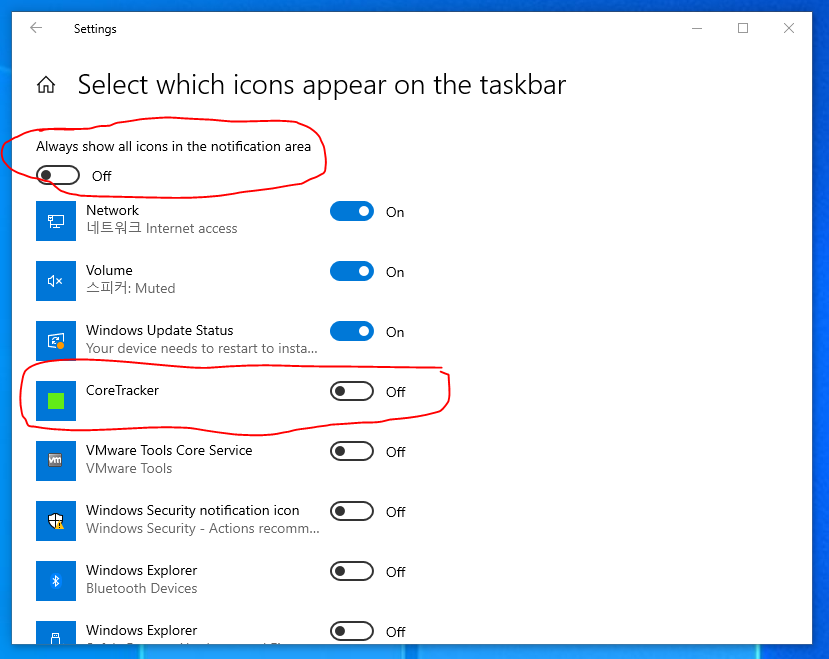 Settings
Select which icons appear on the taskbar
Always show all icons in the notification area
Off
Network
On
네트워크 Internet access
Volume
On
스피커: Muted
Windows Update Status
On
Your device needs to restart to insta...
CoreTracker
Off
VMware Tools Core Service
Off
vm
VMware Tools
Windows Security notification icon
Off
Windows Security - Actions recomm...
Windows Explorer
Off
Bluetooth Devices
Windows Explorer
Off